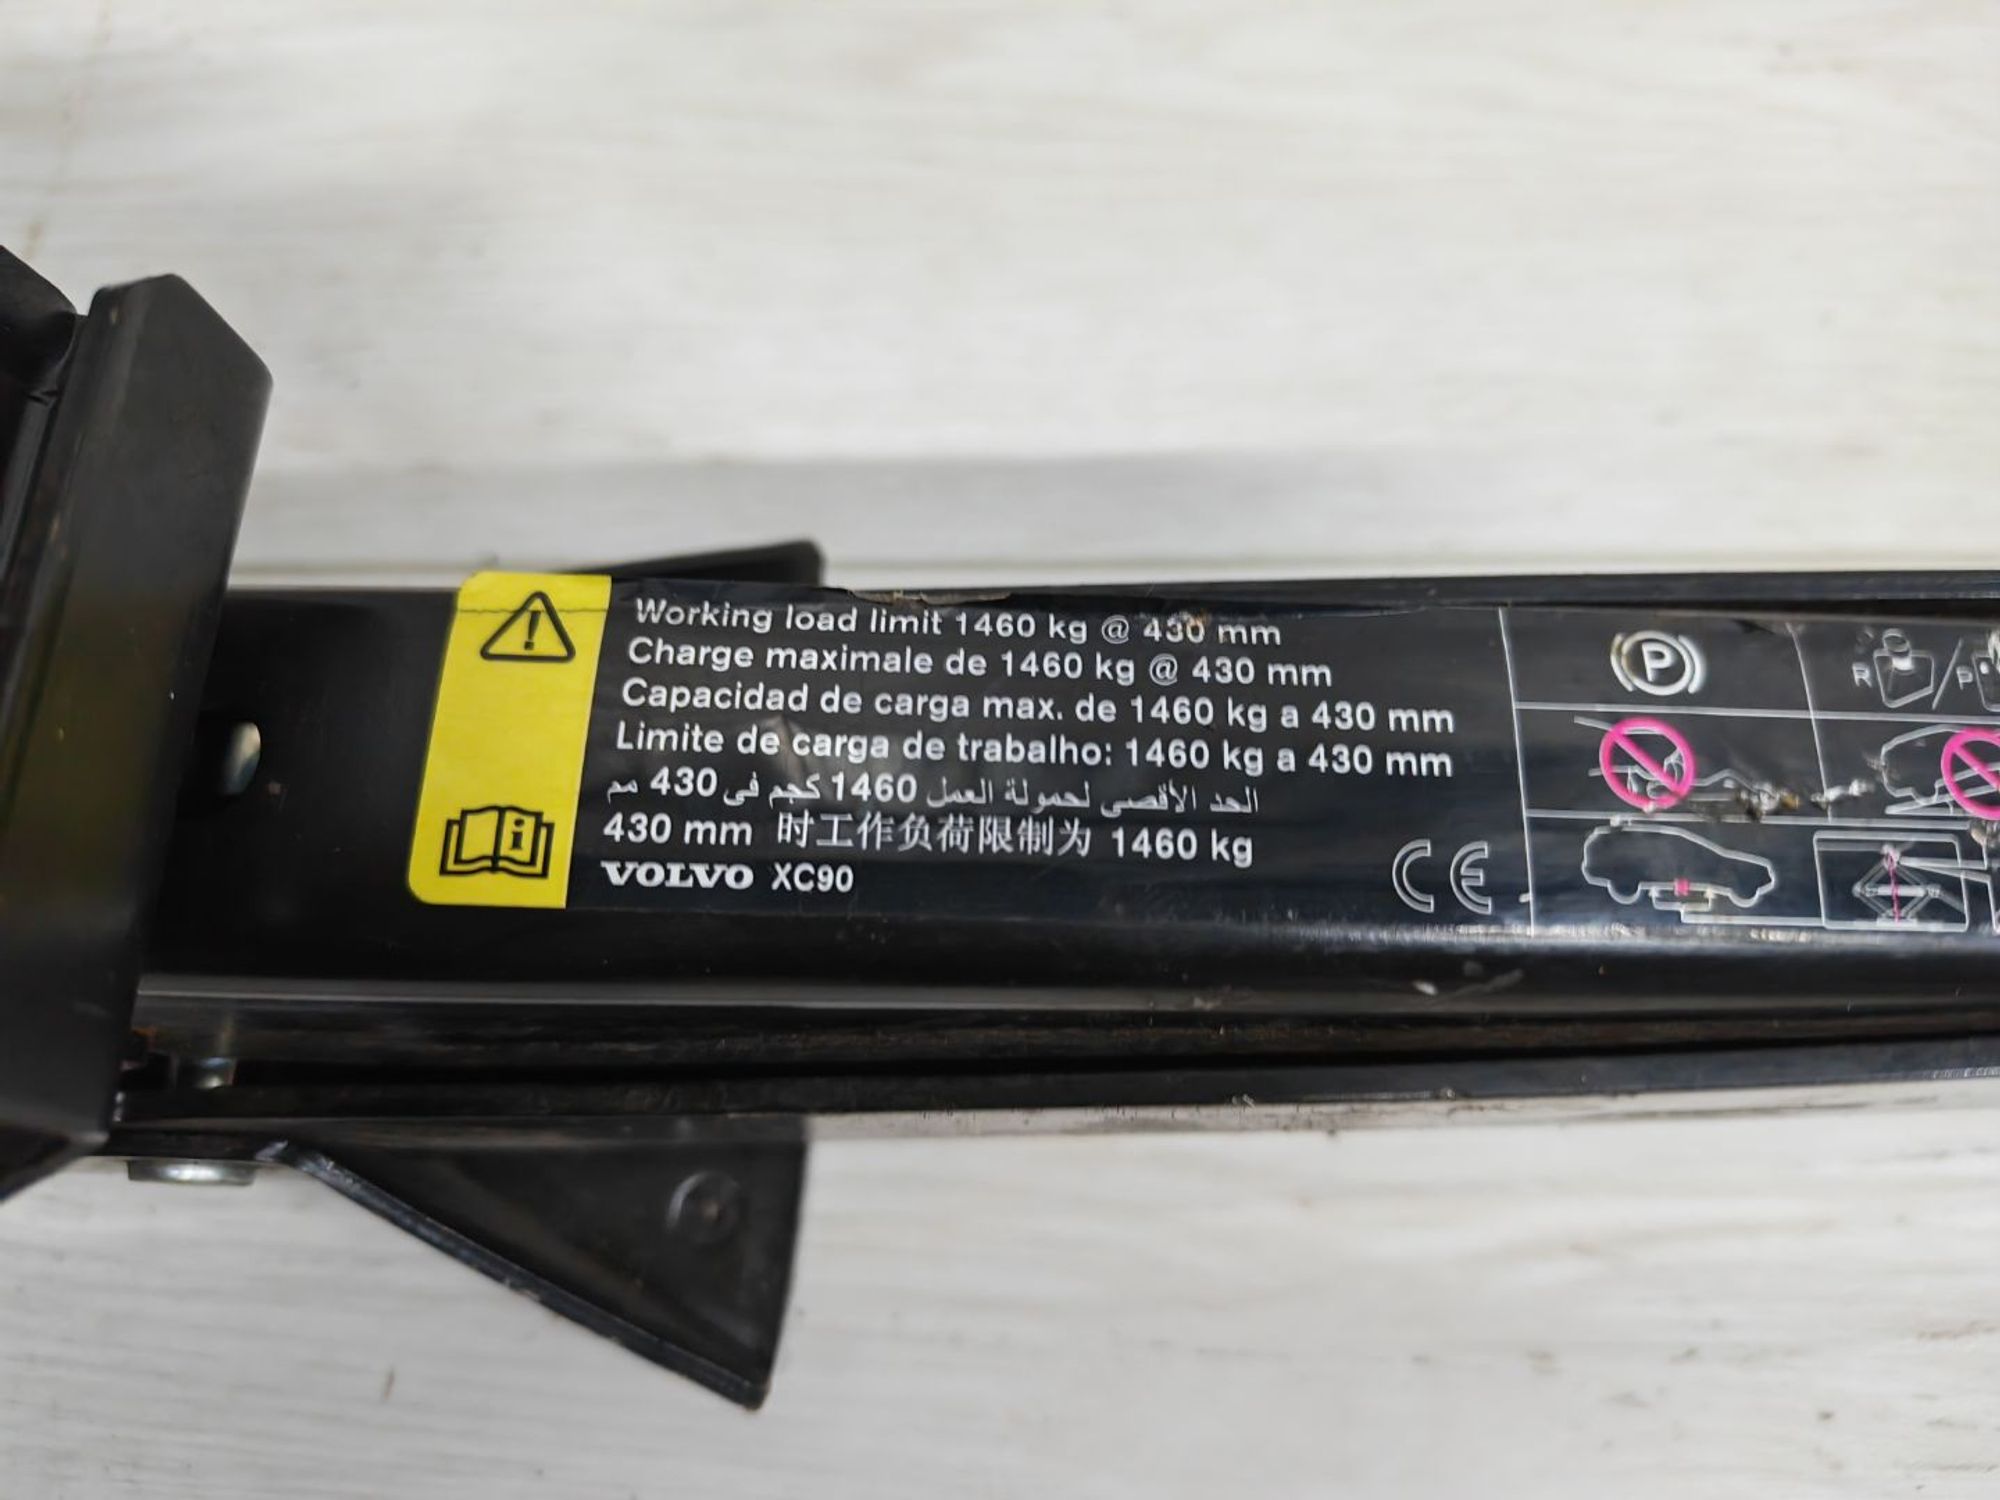 Working load limit 1460 kg @ 430 mm
Charge maximale de 1460 kg @ 430 mm
Capacidad de carga max. de 1460 kg a 430 mm
Limite de carga de trabalho: 1460 kg a 430 mm
الحد الأقصى لحمولة العمل 1460 كجم في 430 مم
430 mm 时工作负荷限制为 1460 kg
VOLVO XC90
CE
P
R/P